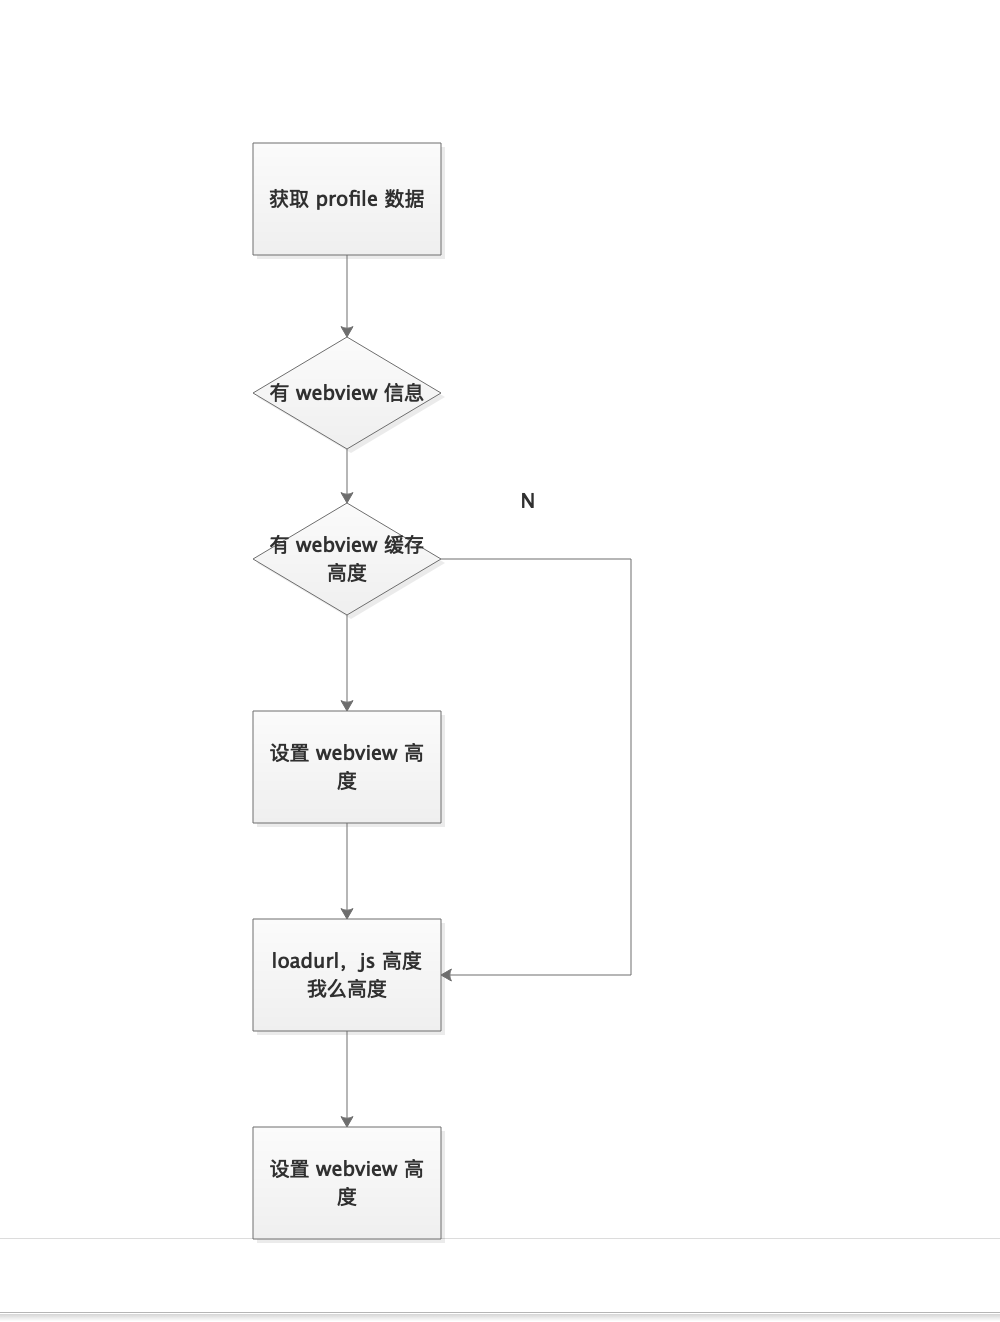 获取 profile 数据
有 webview 信息
N
有 webview 缓存
高度
设置 webview 高
度
loadurl，js 高度
我么高度
设置 webview 高
度